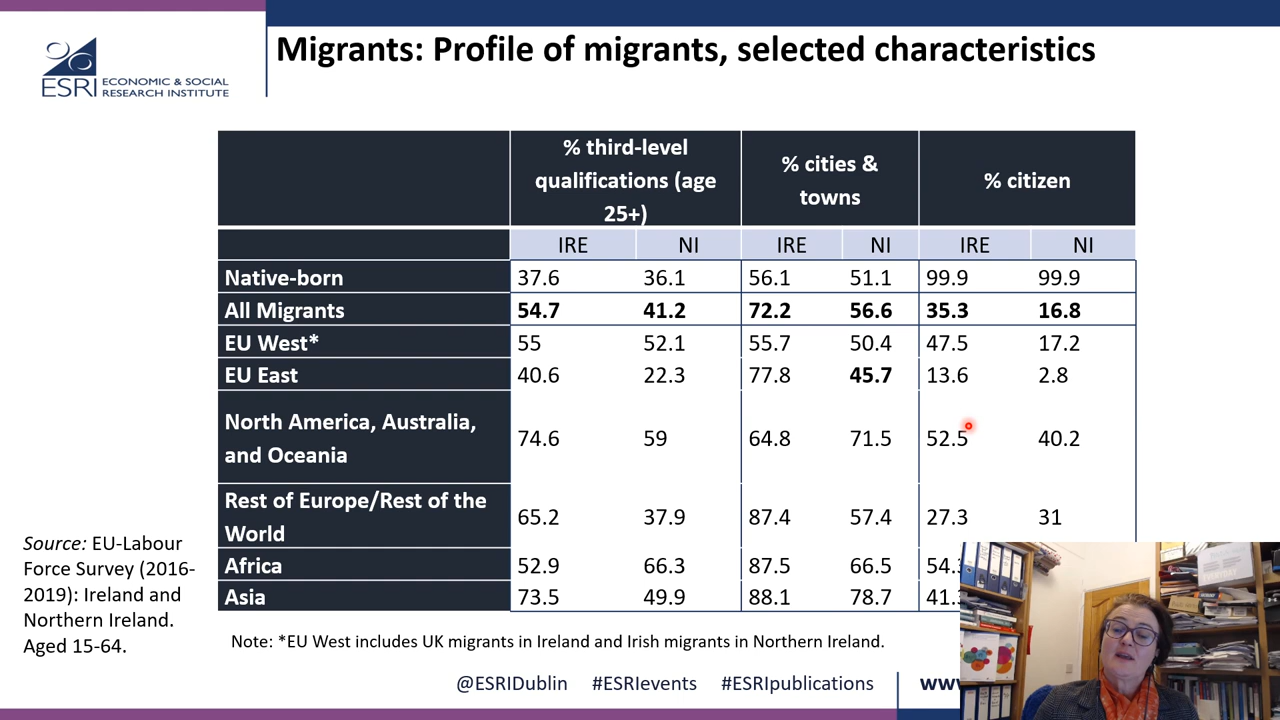 Migrants: Profile of migrants, selected characteristics
ESRI ECONOMIC & SOCIAL
RESEARCH INSTITUTE
% third-level qualifications (age 25+) % cities & towns % citizen
IRE NI IRE NI IRE NI
Native-born 37.6 36.1 56.1 51.1 99.9 99.9
All Migrants 54.7 41.2 72.2 56.6 35.3 16.8
EU West* 55 52.1 55.7 50.4 47.5 17.2
EU East 40.6 22.3 77.8 45.7 13.6 2.8
North America, Australia,
and Oceania 74.6 59 64.8 71.5 52.5 40.2
Rest of Europe/Rest of the
World 65.2 37.9 87.4 57.4 27.3 31
Africa 52.9 66.3 87.5 66.5 54.
Asia 73.5 49.9 88.1 78.7 41.
Source: EU-Labour
Force Survey (2016-
2019): Ireland and
Northern Ireland.
Aged 15-64.
Note: *EU West includes UK migrants in Ireland and Irish migrants in Northern Ireland.
@ESRIDublin #ESRIevents #ESRIpublications